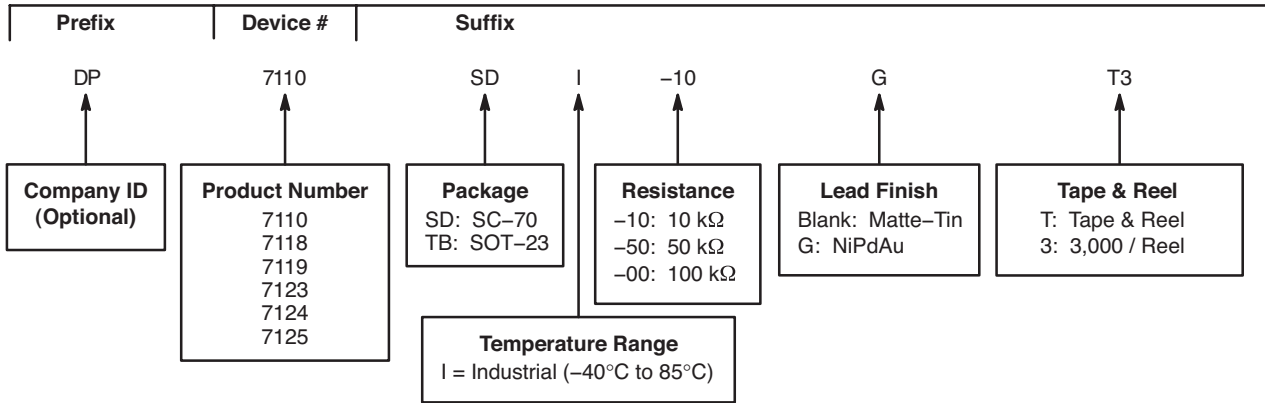 Prefix
Device #
Suffix
DP
7110
SD
I
−10
G
T3
Company ID
(Optional)
Product Number
7110
7118
7119
7123
7124
7125
Package
SD: SC−70
TB: SOT−23
Resistance
−10: 10 kΩ
−50: 50 kΩ
−00: 100 kΩ
Lead Finish
Blank: Matte−Tin
G: NiPdAu
Tape & Reel
T: Tape & Reel
3: 3,000 / Reel
Temperature Range
I = Industrial (−40°C to 85°C)